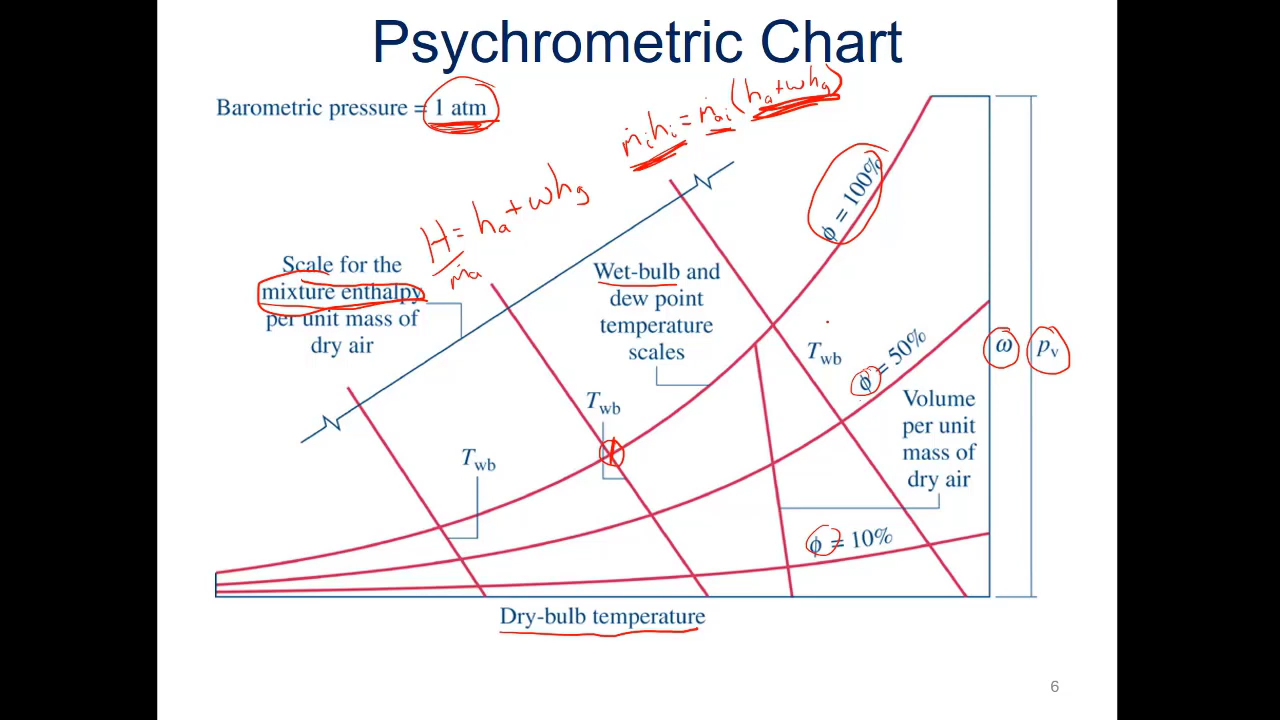 Psychrometric Chart
Barometric pressure = 1 atm
ṁᵢhᵢ = ṁₐᵢ(hₐ+ωh_g)
H/ṁₐ = hₐ+ωh_g
Scale for the
mixture enthalpy
per unit mass of
dry air
Wet-bulb and
dew point
temperature
scales
ϕ = 100%
T_wb
ϕ = 50%
ω
p_v
T_wb
T_wb
Volume
per unit
mass of
dry air
ϕ = 10%
Dry-bulb temperature
6